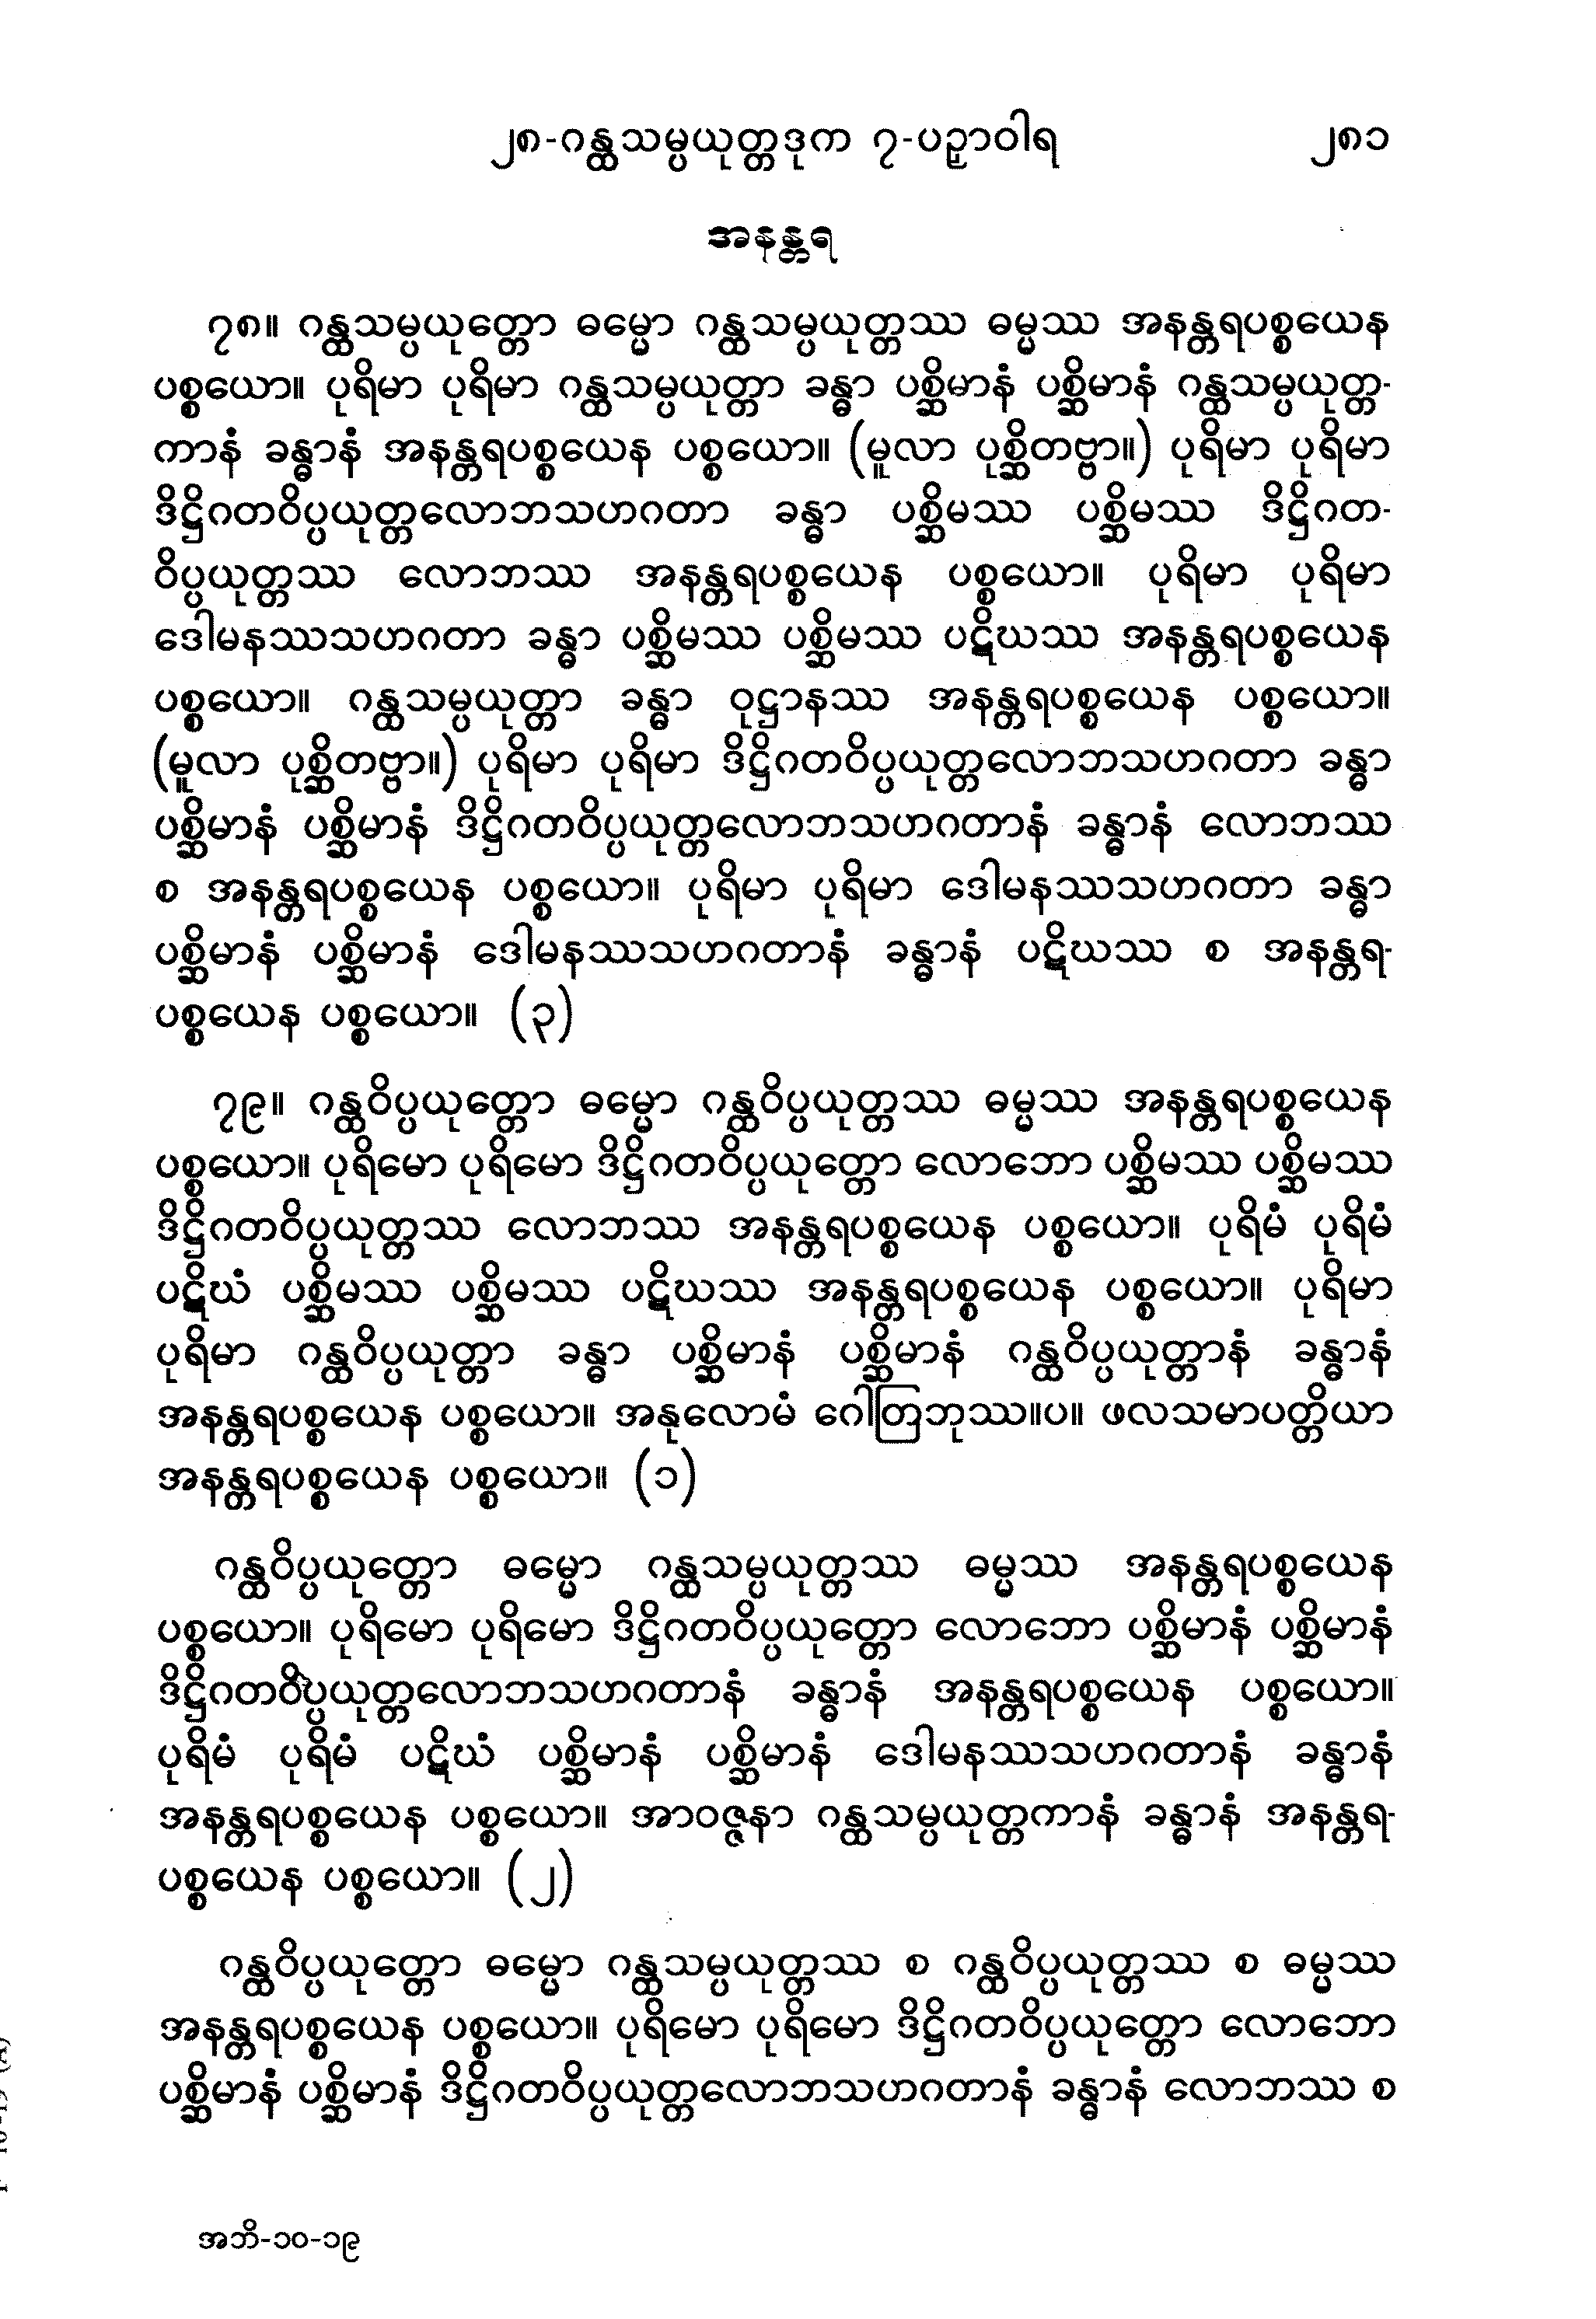 ၂၈-ဂန္ထသမ္ပယုတ္တဒုက ၇-ပဉှာဝါရ ၂၈၁
အနန္တရ
၇၈။ ဂန္ထသမ္ပယုတ္တော ဓမ္မော ဂန္ထသမ္ပယုတ္တဿ ဓမ္မဿ အနန္တရပစ္စယေန
ပစ္စယော။ ပုရိမာ ပုရိမာ ဂန္ထသမ္ပယုတ္တာ ခန္ဓာ ပစ္ဆိမာနံ ပစ္ဆိမာနံ ဂန္ထသမ္ပယုတ္တ-
ကာနံ ခန္ဓာနံ အနန္တရပစ္စယေန ပစ္စယော။ (မူလာ ပုစ္ဆိတဗ္ဗာ။) ပုရိမာ ပုရိမာ
ဒိဋ္ဌိဂတဝိပ္ပယုတ္တလောဘသဟဂတာ ခန္ဓာ ပစ္ဆိမဿ ပစ္ဆိမဿ ဒိဋ္ဌိဂတ-
ဝိပ္ပယုတ္တဿ လောဘဿ အနန္တရပစ္စယေန ပစ္စယော။ ပုရိမာ ပုရိမာ
ဒေါမနဿသဟဂတာ ခန္ဓာ ပစ္ဆိမဿ ပစ္ဆိမဿ ပဋိဃဿ အနန္တရပစ္စယေန
ပစ္စယော။ ဂန္ထသမ္ပယုတ္တာ ခန္ဓာ ဝုဋ္ဌာနဿ အနန္တရပစ္စယေန ပစ္စယော။
(မူလာ ပုစ္ဆိတဗ္ဗာ။) ပုရိမာ ပုရိမာ ဒိဋ္ဌိဂတဝိပ္ပယုတ္တလောဘသဟဂတာ ခန္ဓာ
ပစ္ဆိမာနံ ပစ္ဆိမာနံ ဒိဋ္ဌိဂတဝိပ္ပယုတ္တလောဘသဟဂတာနံ ခန္ဓာနံ လောဘဿ
စ အနန္တရပစ္စယေန ပစ္စယော။ ပုရိမာ ပုရိမာ ဒေါမနဿသဟဂတာ ခန္ဓာ
ပစ္ဆိမာနံ ပစ္ဆိမာနံ ဒေါမနဿသဟဂတာနံ ခန္ဓာနံ ပဋိဃဿ စ အနန္တရ-
ပစ္စယေန ပစ္စယော။ (၃)
၇၉။ ဂန္ထဝိပ္ပယုတ္တော ဓမ္မော ဂန္ထဝိပ္ပယုတ္တဿ ဓမ္မဿ အနန္တရပစ္စယေန
ပစ္စယော။ ပုရိမော ပုရိမော ဒိဋ္ဌိဂတဝိပ္ပယုတ္တော လောဘော ပစ္ဆိမဿ ပစ္ဆိမဿ
ဒိဋ္ဌိဂတဝိပ္ပယုတ္တဿ လောဘဿ အနန္တရပစ္စယေန ပစ္စယော။ ပုရိမံ ပုရိမံ
ပဋိဃံ ပစ္ဆိမဿ ပစ္ဆိမဿ ပဋိဃဿ အနန္တရပစ္စယေန ပစ္စယော။ ပုရိမာ
ပုရိမာ ဂန္ထဝိပ္ပယုတ္တာ ခန္ဓာ ပစ္ဆိမာနံ ပစ္ဆိမာနံ ဂန္ထဝိပ္ပယုတ္တာနံ ခန္ဓာနံ
အနန္တရပစ္စယေန ပစ္စယော။ အနုလောမံ ဂေါတြဘုဿ။ပ။ ဖလသမာပတ္တိယာ
အနန္တရပစ္စယေန ပစ္စယော။ (၁)
ဂန္ထဝိပ္ပယုတ္တော ဓမ္မော ဂန္ထသမ္ပယုတ္တဿ ဓမ္မဿ အနန္တရပစ္စယေန
ပစ္စယော။ ပုရိမော ပုရိမော ဒိဋ္ဌိဂတဝိပ္ပယုတ္တော လောဘော ပစ္ဆိမာနံ ပစ္ဆိမာနံ
ဒိဋ္ဌိဂတဝိပ္ပယုတ္တလောဘသဟဂတာနံ ခန္ဓာနံ အနန္တရပစ္စယေန ပစ္စယော။
ပုရိမံ ပုရိမံ ပဋိဃံ ပစ္ဆိမာနံ ပစ္ဆိမာနံ ဒေါမနဿသဟဂတာနံ ခန္ဓာနံ
အနန္တရပစ္စယေန ပစ္စယော။ အာဝဇ္ဇနာ ဂန္ထသမ္ပယုတ္တကာနံ ခန္ဓာနံ အနန္တရ-
ပစ္စယေန ပစ္စယော။ (၂)
ဂန္ထဝိပ္ပယုတ္တော ဓမ္မော ဂန္ထသမ္ပယုတ္တဿ စ ဂန္ထဝိပ္ပယုတ္တဿ စ ဓမ္မဿ
အနန္တရပစ္စယေန ပစ္စယော။ ပုရိမော ပုရိမော ဒိဋ္ဌိဂတဝိပ္ပယုတ္တော လောဘော
ပစ္ဆိမာနံ ပစ္ဆိမာနံ ဒိဋ္ဌိဂတဝိပ္ပယုတ္တလောဘသဟဂတာနံ ခန္ဓာနံ လောဘဿ စ
အဘိ-၁၀-၁၉